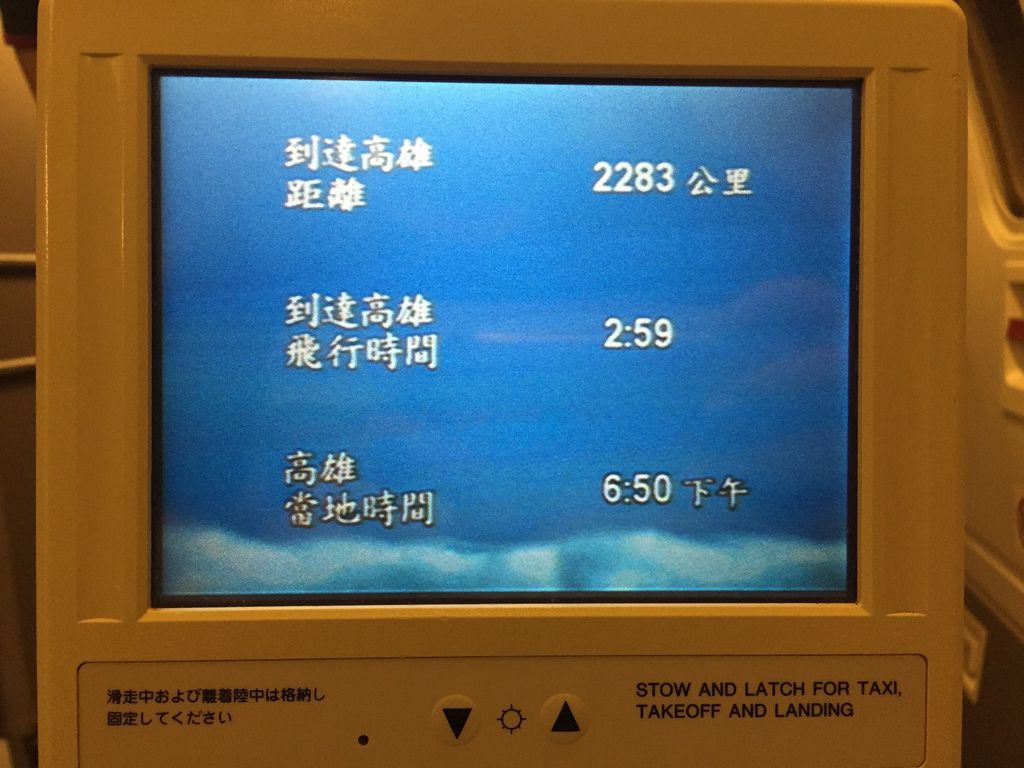 到達高雄
距離
2283 公里
到達高雄
飛行時間
2:59
高雄
當地時間
6:50 下午
滑走中および離着陸中は格納し
固定してください
STOW AND LATCH FOR TAXI,
TAKEOFF AND LANDING